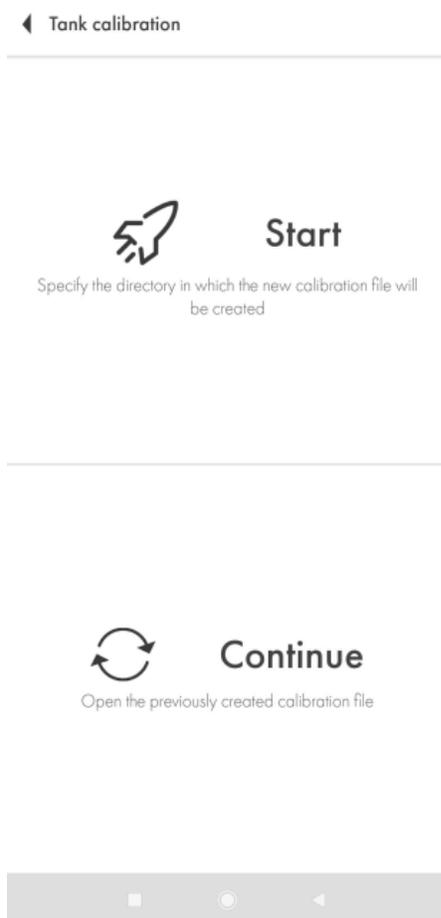 Tank calibration
Start
Specify the directory in which the new calibration file will
be created
Continue
Open the previously created calibration file